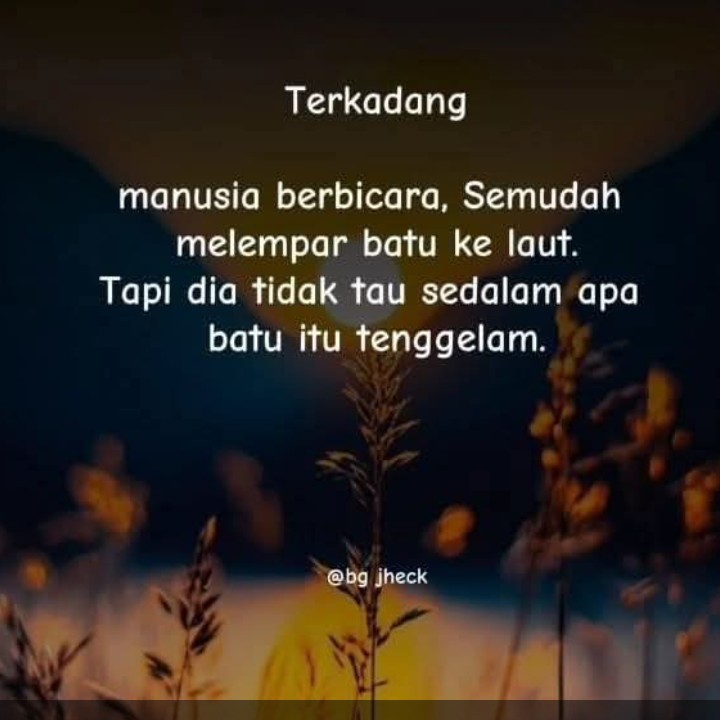 Terkadang
manusia berbicara, Semudah
melempar batu ke laut.
Tapi dia tidak tau sedalam apa
batu itu tenggelam.
@bg jheck